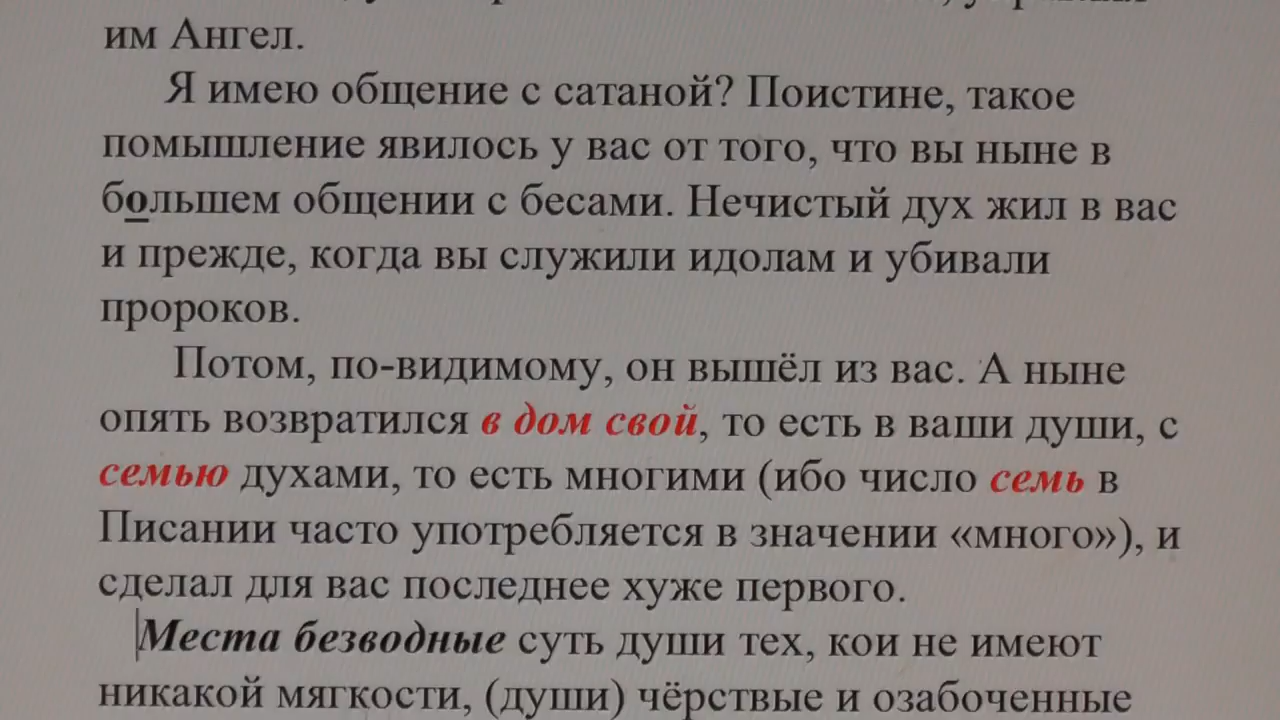 им Ангел.
Я имею общение с сатаной? Поистине, такое
помышление явилось у вас от того, что вы ныне в
большем общении с бесами. Нечистый дух жил в вас
и прежде, когда вы служили идолам и убивали
пророков.
Потом, по-видимому, он вышёл из вас. А ныне
опять возвратился в дом свой, то есть в ваши души, с
семью духами, то есть многими (ибо число семь в
Писании часто употребляется в значении «много»), и
сделал для вас последнее хуже первого.
Места безводные суть души тех, кои не имеют
никакой мягкости, (души) чёрствые и озабоченные